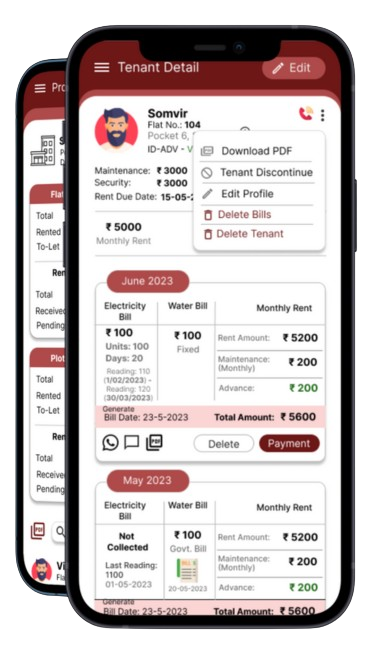 Tenant Detail
Edit
Somvir
Flat No.: 104
Pocket 6,
ID-ADV - V
Maintenance: ₹ 3000
Security: ₹ 3000
Rent Due Date: 15-05-2
₹ 5000
Monthly Rent
Download PDF
Tenant Discontinue
Edit Profile
Delete Bills
Delete Tenant
June 2023
Electricity Bill
Water Bill
Monthly Rent
₹ 100
Units: 100
Days: 20
Reading: 110
(1/02/2023) -
Reading: 120
(30/03/2023)
₹ 100
Fixed
Rent Amount: ₹ 5200
Maintenance: (Monthly) ₹ 200
Advance: ₹ 200
Generate
Bill Date: 23-5-2023
Total Amount: ₹ 5600
PDF
Delete
Payment
May 2023
Electricity Bill
Water Bill
Monthly Rent
Not
Collected
Last Reading:
1100
01-05-2023
₹ 100
Govt. Bill
20-05-2023
Rent Amount: ₹ 5200
Maintenance: (Monthly) ₹ 200
Advance: ₹ 200
Generate
Bill Date: 23-5-2023
Total Amount: ₹ 5600
Pro
S
P
Flat
Total
Rented
To-Let
Ren
Total
Received
Pending
Plot
Total
Rented
To-Let
Ren
Total
Receive
Pending
PDF
Vi
Fla